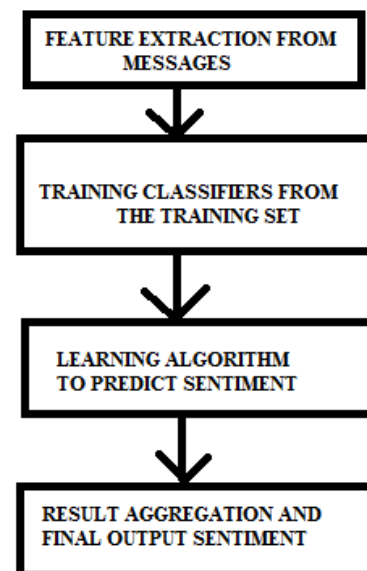 FEATURE EXTRACTION FROM
MESSAGES
TRAINING CLASSIFIERS FROM
THE TRAINING SET
LEARNING ALGORITHM
TO PREDICT SENTIMENT
RESULT AGGREGATION AND
FINAL OUTPUT SENTIMENT